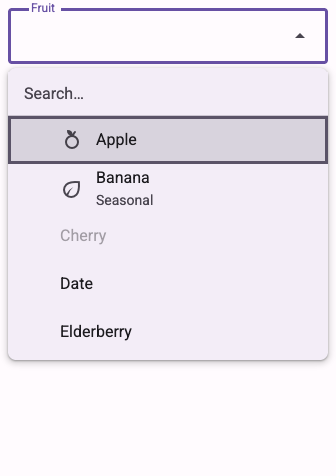 Fruit
Search…
Apple
Banana
Seasonal
Cherry
Date
Elderberry